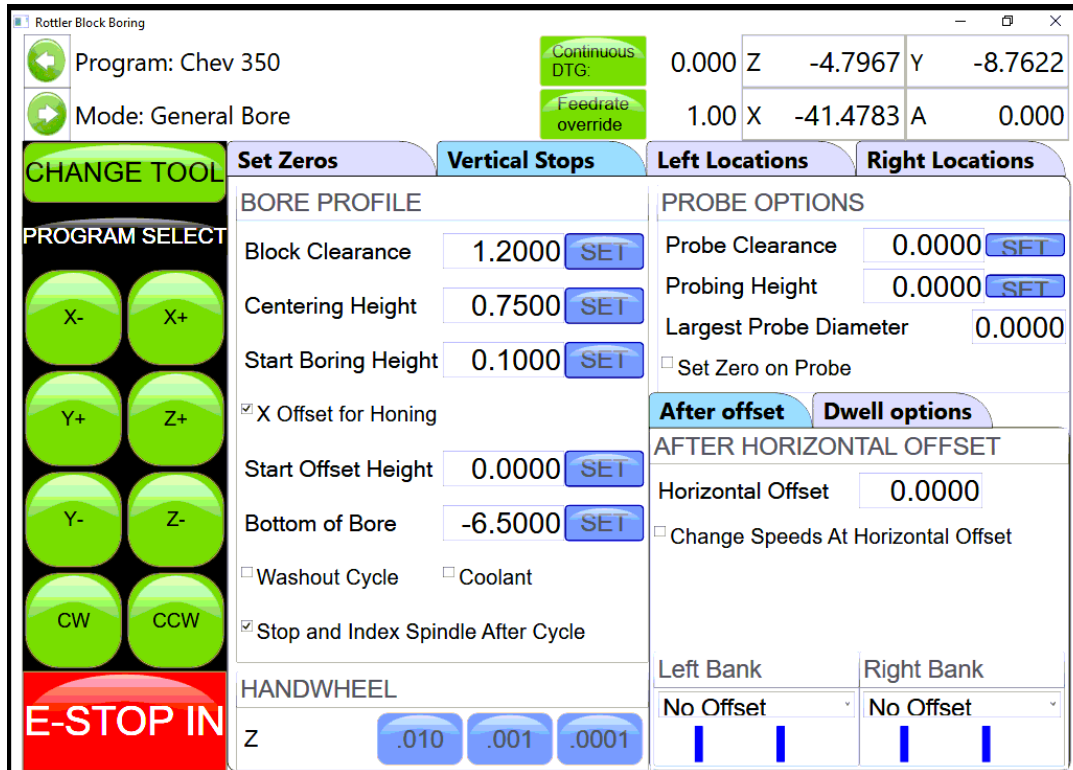 Rottler Block Boring
Program: Chev 350
Continuous DTG:
0.000
Z -4.7967
Y -8.7622
Mode: General Bore
Feedrate override
1.00
X -41.4783
A 0.000
CHANGE TOOL
PROGRAM SELECT
X-
X+
Y+
Z+
Y-
Z-
CW
CCW
E-STOP IN
Set Zeros
Vertical Stops
Left Locations
Right Locations
BORE PROFILE
Block Clearance 1.2000 SET
Centering Height 0.7500 SET
Start Boring Height 0.1000 SET
X Offset for Honing
Start Offset Height 0.0000 SET
Bottom of Bore -6.5000 SET
Washout Cycle
Coolant
Stop and Index Spindle After Cycle
HANDWHEEL
Z .010 .001 .0001
PROBE OPTIONS
Probe Clearance 0.0000 SET
Probing Height 0.0000 SET
Largest Probe Diameter 0.0000
Set Zero on Probe
After offset
Dwell options
AFTER HORIZONTAL OFFSET
Horizontal Offset 0.0000
Change Speeds At Horizontal Offset
Left Bank
No Offset
Right Bank
No Offset